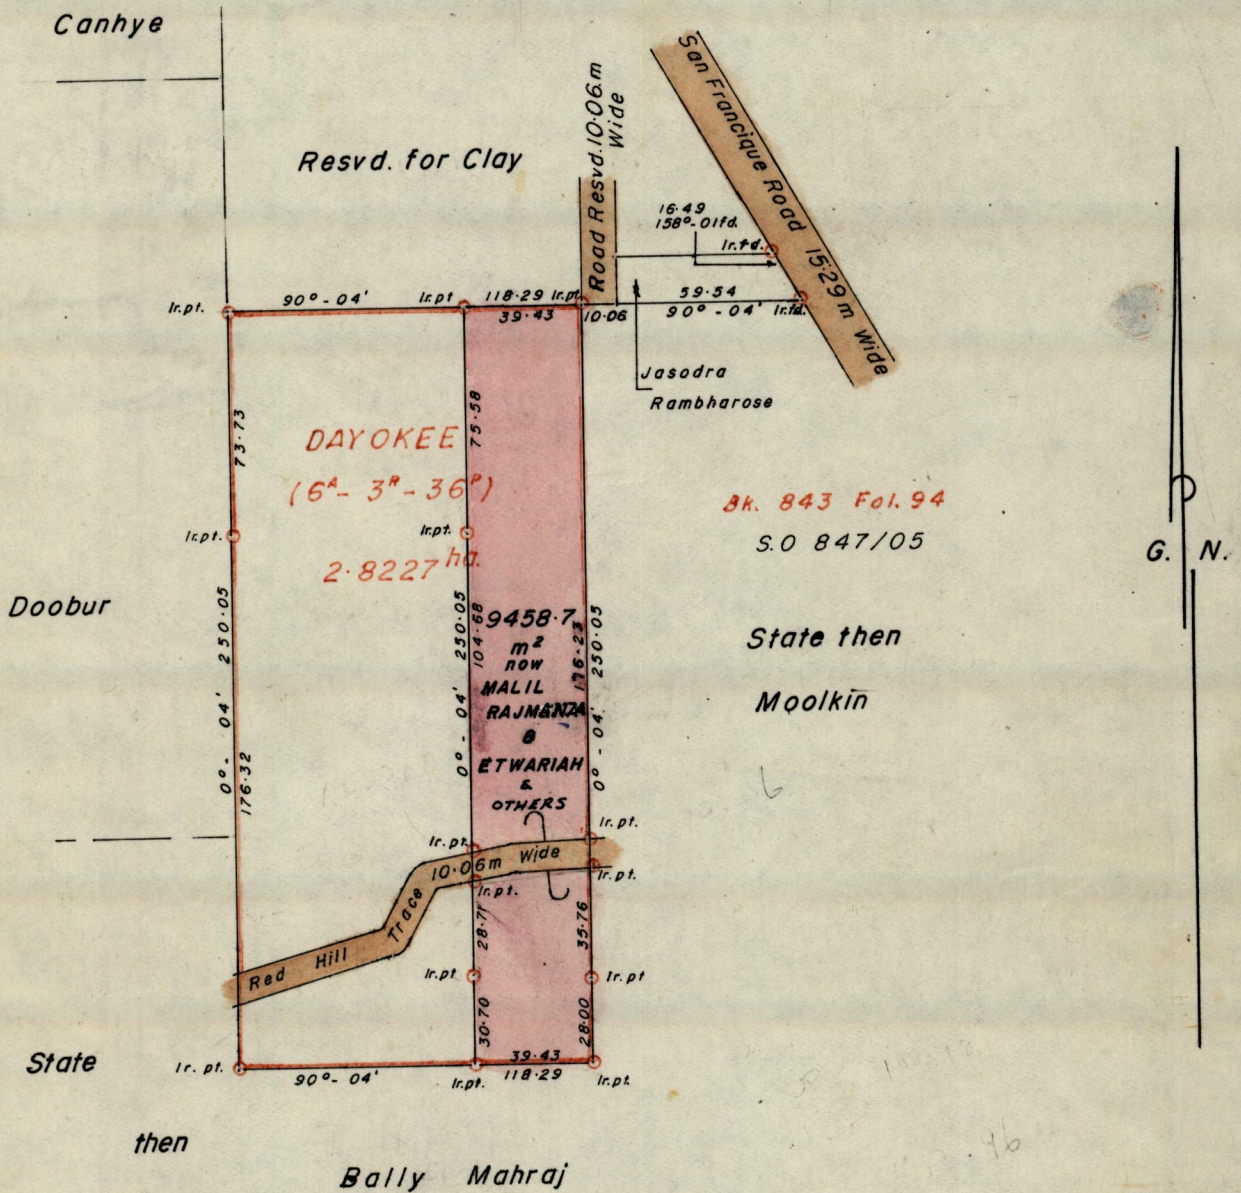 Canhye
Resvd. for Clay
Road Resvd. 10·06.m
Wide
San Francique Road 15·29 m Wide
16·49
158°-01fd.
Ir.fd.
Ir.pt.
90°-04'
Ir.pt
118·29
Ir.pt
39·43
10·06
59·54
90°-04'
Ir.fd.
Jasodra
Rambharose
73·73
75·58
DAYOKEE
(6ᴬ- 3ᴿ- 36ᴾ)
2·8227 ha.
Bk. 843 Fol. 94
S.O 847/05
G. N.
Ir.pt.
Ir.pt.
Doobur
0°-04' 250·05
176·32
0°-04' 250·05
104·68
9458·7
m²
now
MALIL
&
ETWARIAH
&
OTHERS
176·23
0°-04' 250·05
State then
Moolkin
Ir.pt.
Ir.pt.
Red Hill Trace 10·06m Wide
Ir.pt.
Ir.pt.
28·71
35·76
Ir.pt
Ir.pt
30·70
28·00
State
Ir. pt.
90°-04'
Ir.pt.
39·43
118·29
Ir.pt.
then
Bally Mahraj